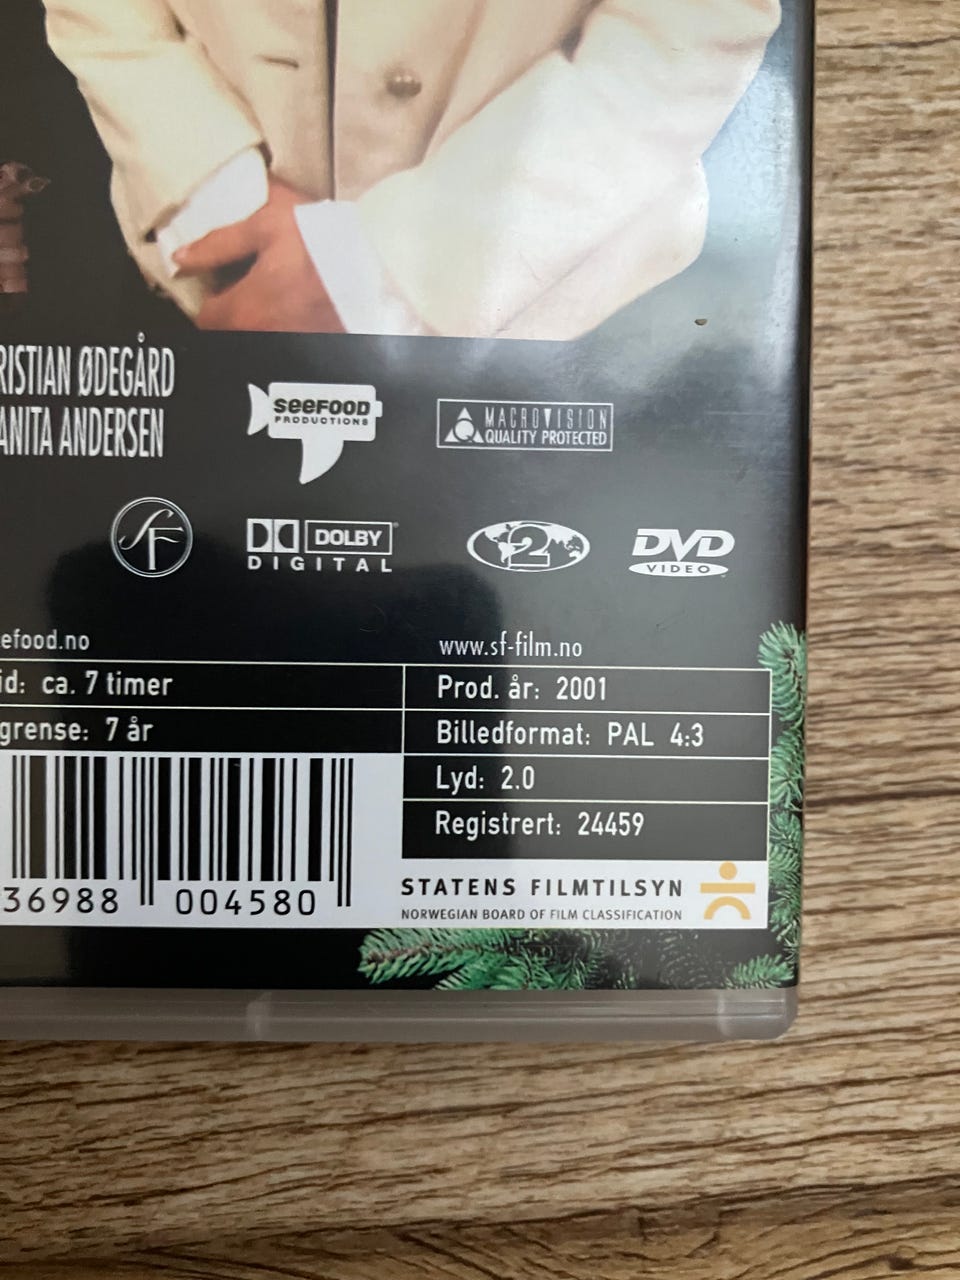 RISTIAN ØDEGÅRD
ANITA ANDERSEN
SEEFOOD
PRODUCTIONS
MACROVISION
QUALITY PROTECTED
SF
DOLBY
DIGITAL
2
DVD
VIDEO
efood.no
www.sf-film.no
id: ca. 7 timer
Prod. år: 2001
grense: 7 år
Billedformat: PAL 4:3
Lyd: 2.0
Registrert: 24459
36988 004580
STATENS FILMTILSYN
NORWEGIAN BOARD OF FILM CLASSIFICATION